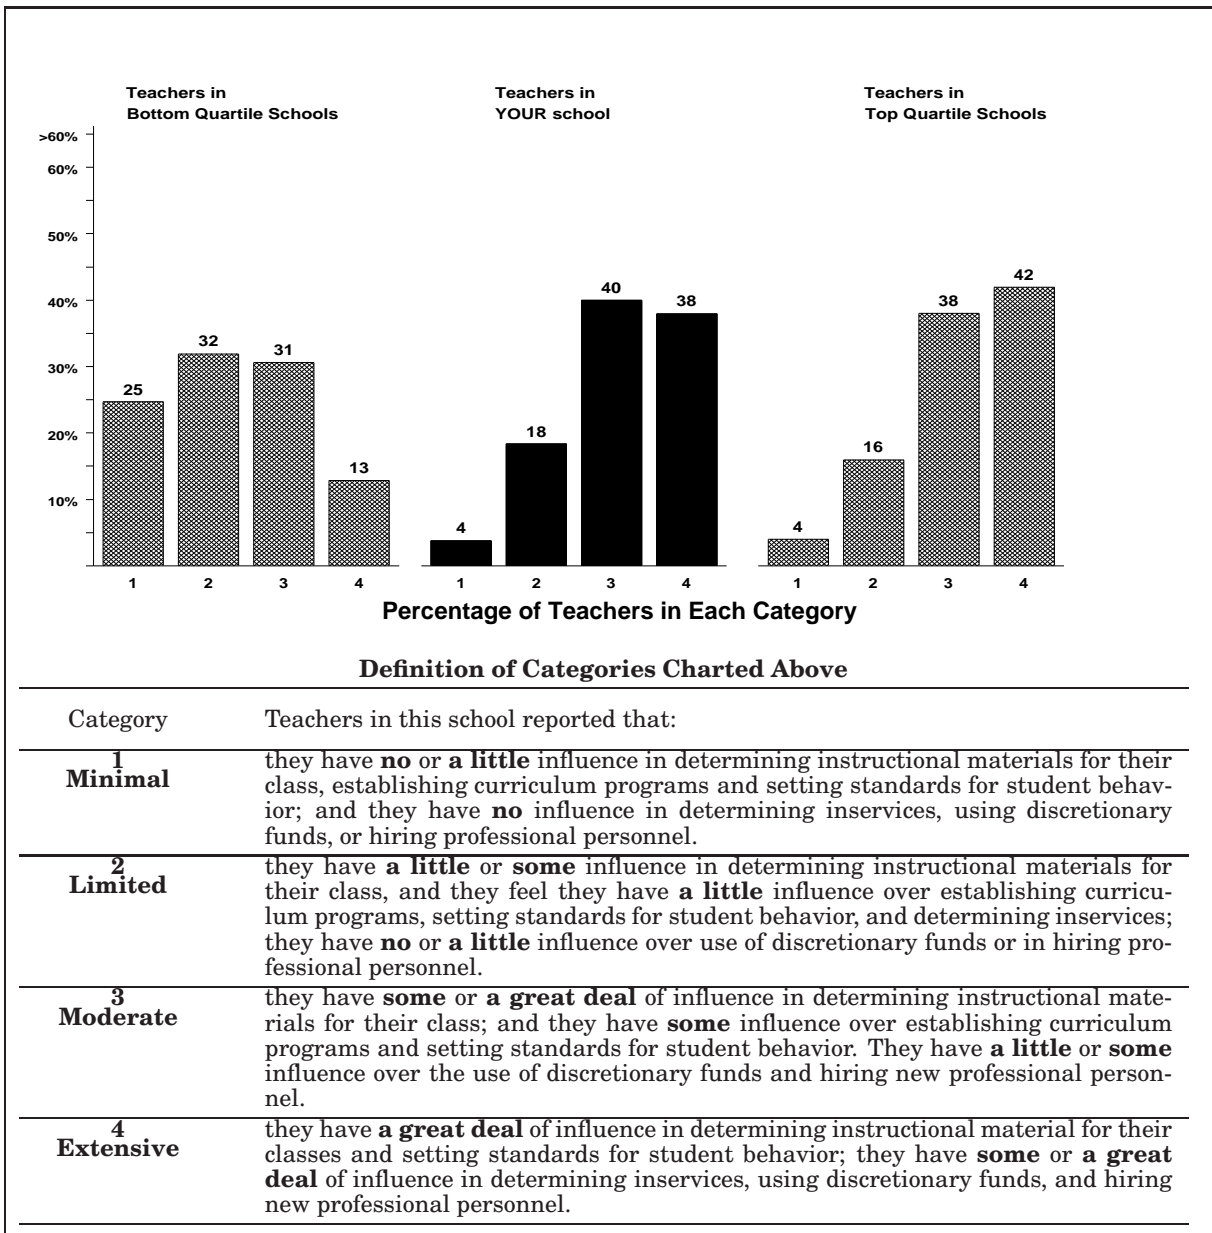 Teachers in
Bottom Quartile Schools
Teachers in
YOUR school
Teachers in
Top Quartile Schools
>60%
60%
50%
40%
30%
20%
10%
25
32
31
13
4
18
40
38
4
16
38
42
1 2 3 4 1 2 3 4 1 2 3 4
Percentage of Teachers in Each Category
Definition of Categories Charted Above
Category Teachers in this school reported that:
1
Minimal
they have no or a little influence in determining instructional materials for their
class, establishing curriculum programs and setting standards for student behav-
ior; and they have no influence in determining inservices, using discretionary
funds, or hiring professional personnel.
2
Limited
they have a little or some influence in determining instructional materials for
their class, and they feel they have a little influence over establishing curricu-
lum programs, setting standards for student behavior, and determining inservices;
they have no or a little influence over use of discretionary funds or in hiring pro-
fessional personnel.
3
Moderate
they have some or a great deal of influence in determining instructional mate-
rials for their class; and they have some influence over establishing curriculum
programs and setting standards for student behavior. They have a little or some
influence over the use of discretionary funds and hiring new professional person-
nel.
4
Extensive
they have a great deal of influence in determining instructional material for their
classes and setting standards for student behavior; they have some or a great
deal of influence in determining inservices, using discretionary funds, and hiring
new professional personnel.